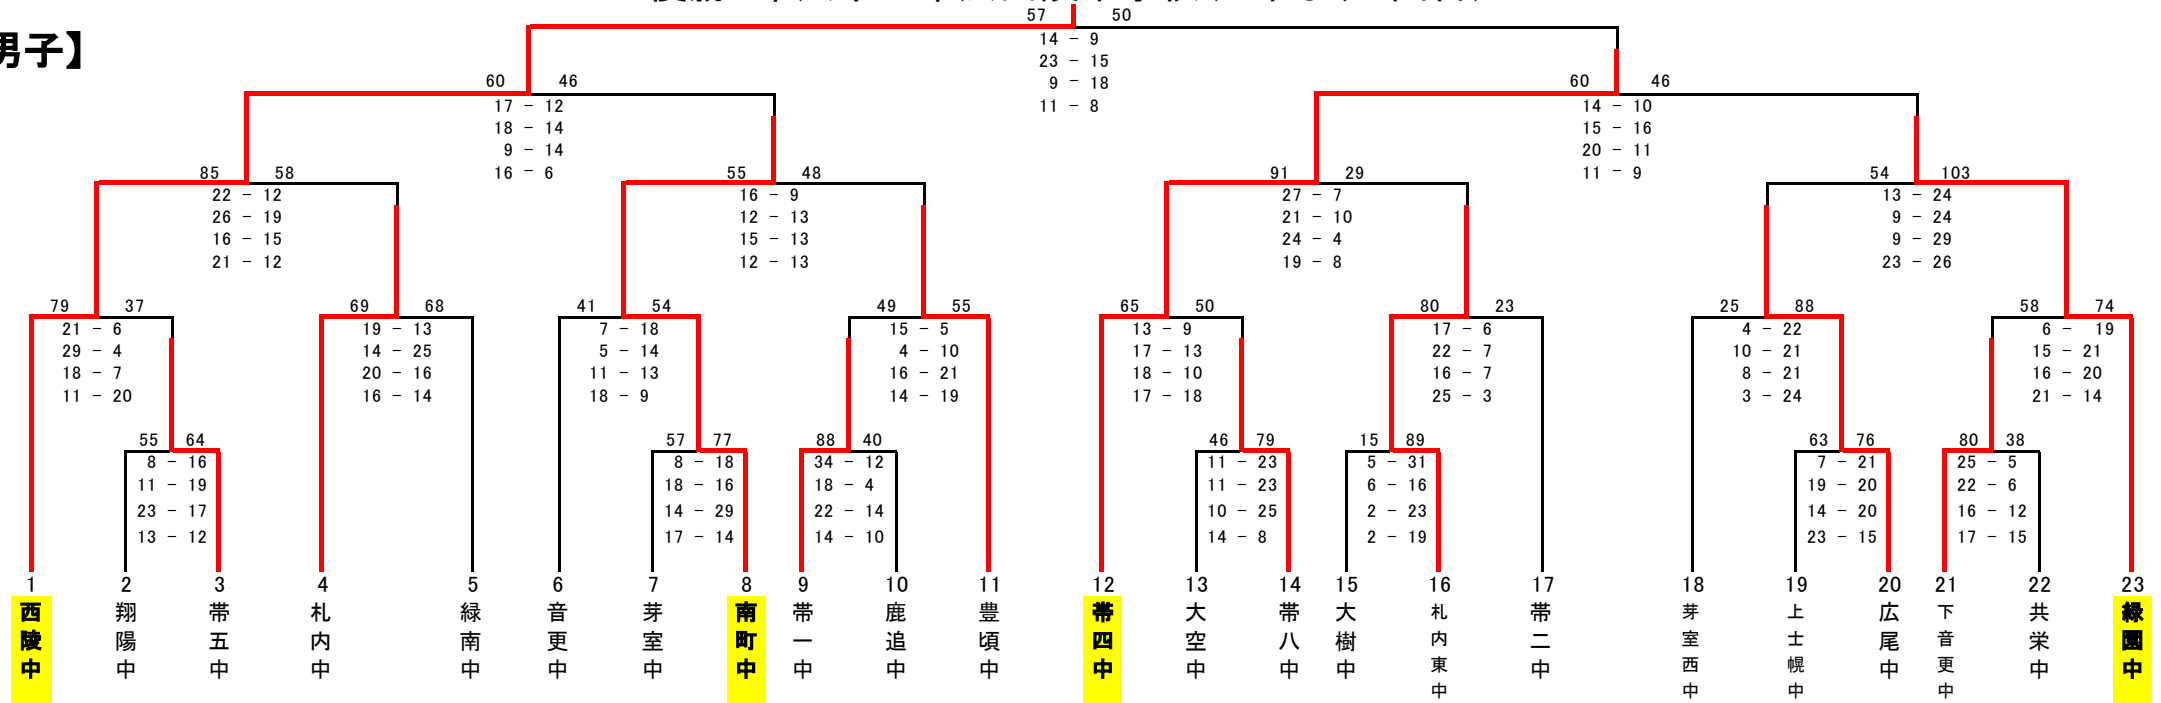 男子】
57 50
14 - 9
23 - 15
9 - 18
11 - 8
60 46
17 - 12
18 - 14
9 - 14
16 - 6
60 46
14 - 10
15 - 16
20 - 11
11 - 9
85 58
22 - 12
26 - 19
16 - 15
21 - 12
55 48
16 - 9
12 - 13
15 - 13
12 - 13
91 29
27 - 7
21 - 10
24 - 4
19 - 8
54 103
13 - 24
9 - 24
9 - 29
23 - 26
79 37
21 - 6
29 - 4
18 - 7
11 - 20
69 68
19 - 13
14 - 25
20 - 16
16 - 14
41 54
7 - 18
5 - 14
11 - 13
18 - 9
49 55
15 - 5
4 - 10
16 - 21
14 - 19
65 50
13 - 9
17 - 13
18 - 10
17 - 18
80 23
17 - 6
22 - 7
16 - 7
25 - 3
25 88
4 - 22
10 - 21
8 - 21
3 - 24
58 74
6 - 19
15 - 21
16 - 20
21 - 14
55 64
8 - 16
11 - 19
23 - 17
13 - 12
57 77
8 - 18
18 - 16
14 - 29
17 - 14
88 40
34 - 12
18 - 4
22 - 14
14 - 10
46 79
11 - 23
11 - 23
10 - 25
14 - 8
15 89
5 - 31
6 - 16
2 - 23
2 - 19
63 76
7 - 21
19 - 20
14 - 20
23 - 15
80 38
25 - 5
22 - 6
16 - 12
17 - 15
1 2 3 4 5 6 7 8 9 10 11 12 13 14 15 16 17 18 19 20 21 22 23
西陵中
翔陽中
帯五中
札内中
緑南中
音更中
芽室中
南町中
帯一中
鹿追中
豊頃中
帯四中
大空中
帯八中
大樹中
札内東中
帯二中
芽室西中
上士幌中
広尾中
下音更中
共栄中
緑園中